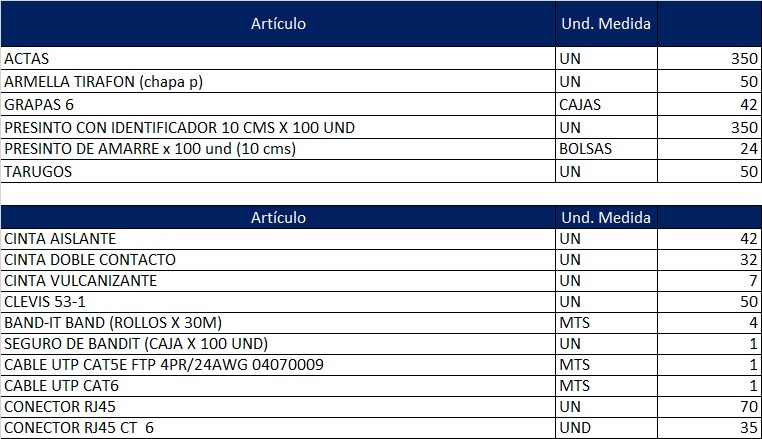 Artículo Und. Medida
ACTAS UN 350
ARMELLA TIRAFON (chapa p) UN 50
GRAPAS 6 CAJAS 42
PRESINTO CON IDENTIFICADOR 10 CMS X 100 UND UN 350
PRESINTO DE AMARRE x 100 und (10 cms) BOLSAS 24
TARUGOS UN 50
Artículo Und. Medida
CINTA AISLANTE UN 42
CINTA DOBLE CONTACTO UN 32
CINTA VULCANIZANTE UN 7
CLEVIS 53-1 UN 50
BAND-IT BAND (ROLLOS X 30M) MTS 4
SEGURO DE BANDIT (CAJA X 100 UND) UN 1
CABLE UTP CAT5E FTP 4PR/24AWG 04070009 MTS 1
CABLE UTP CAT6 MTS 1
CONECTOR RJ45 UN 70
CONECTOR RJ45 CT  6 UND 35